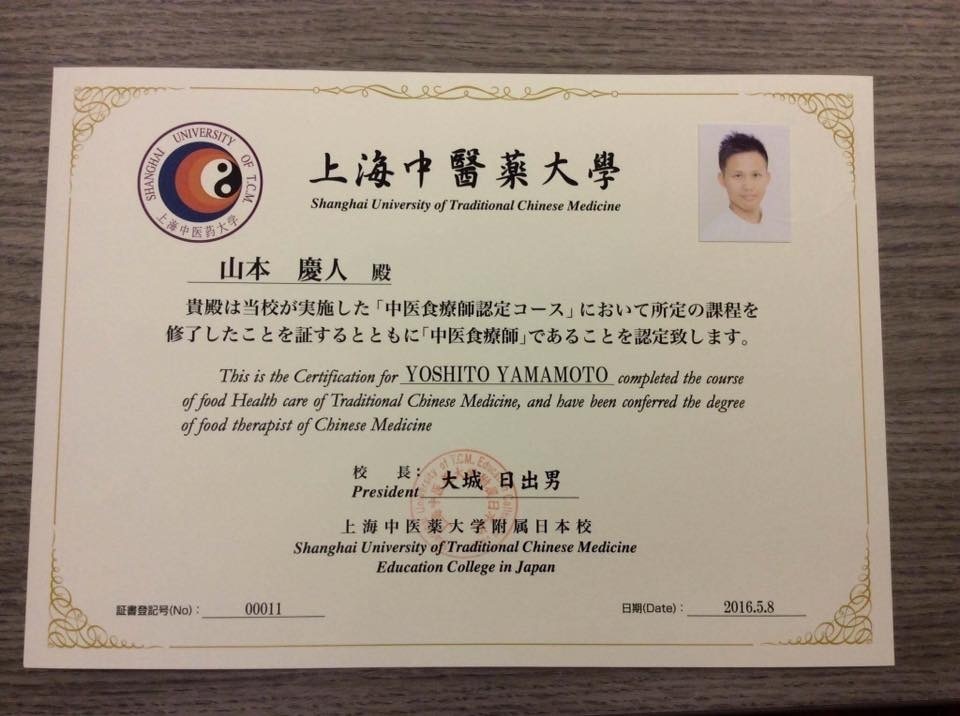 SHANGHAI UNIVERSITY OF T.C.M.
上海中医药大学
上海中醫薬大學
Shanghai University of Traditional Chinese Medicine
山本 慶人 殿
貴殿は当校が実施した「中医食療師認定コース」において所定の課程を
修了したことを証するとともに「中医食療師」であることを認定致します。
This is the Certification for YOSHITO YAMAMOTO completed the course
of food Health care of Traditional Chinese Medicine, and have been conferred the degree
of food therapist of Chinese Medicine
校 長:
President 大城 日出男
上海中医薬大学附属日本校
Shanghai University of Traditional Chinese Medicine
Education College in Japan
証書登記号(No): 00011
日期(Date): 2016.5.8